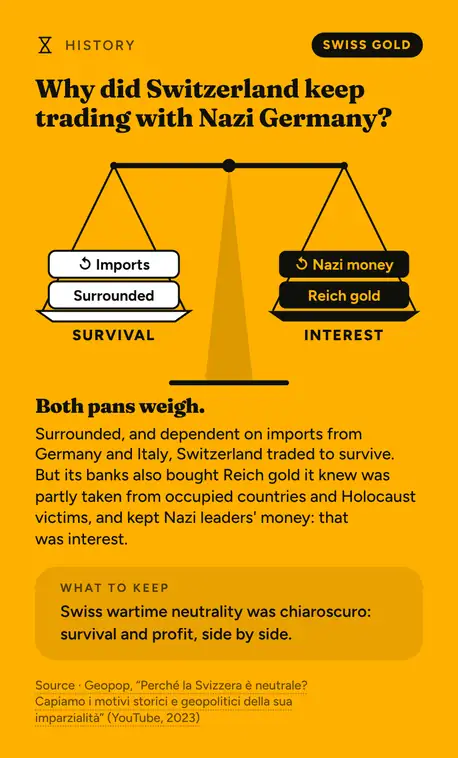 HISTORY
SWISS GOLD
Why did Switzerland keep
trading with Nazi Germany?
Imports
Surrounded
SURVIVAL
Nazi money
Reich gold
INTEREST
Both pans weigh.
Surrounded, and dependent on imports from
Germany and Italy, Switzerland traded to survive.
But its banks also bought Reich gold it knew was
partly taken from occupied countries and Holocaust
victims, and kept Nazi leaders' money: that
was interest.
WHAT TO KEEP
Swiss wartime neutrality was chiaroscuro:
survival and profit, side by side.
Source · Geopop, “Perché la Svizzera è neutrale?
Capiamo i motivi storici e geopolitici della sua
imparzialità” (YouTube, 2023)